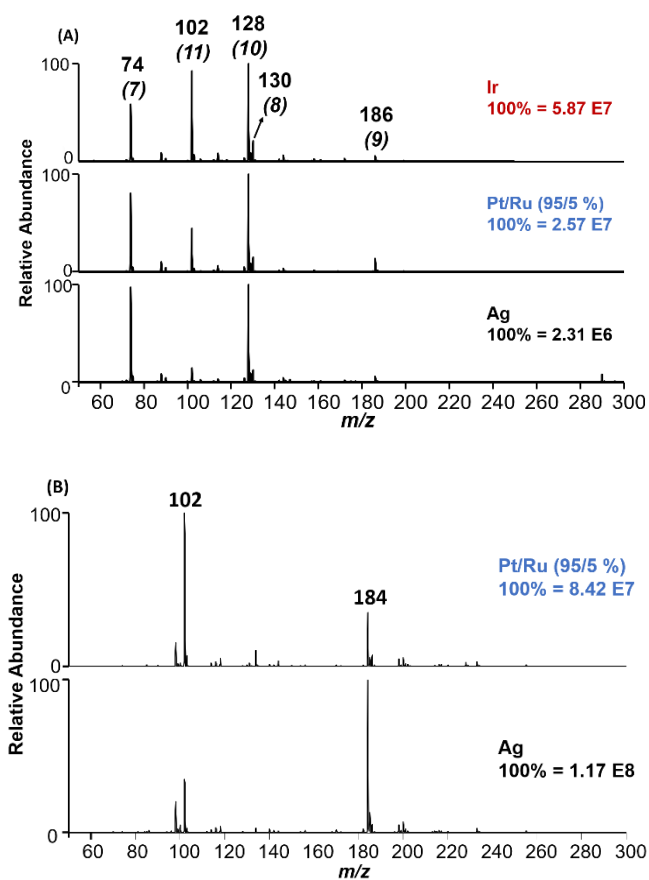 (A)
128
(10)
102
(11)
74
(7)
130
(8)
186
(9)
100
0
Ir
100% = 5.87 E7
100
0
Pt/Ru (95/5 %)
100% = 2.57 E7
100
0
Ag
100% = 2.31 E6
Relative Abundance
60 80 100 120 140 160 180 200 220 240 260 280 300
m/z
(B)
102
184
100
0
Pt/Ru (95/5 %)
100% = 8.42 E7
100
0
Ag
100% = 1.17 E8
Relative Abundance
60 80 100 120 140 160 180 200 220 240 260 280 300
m/z